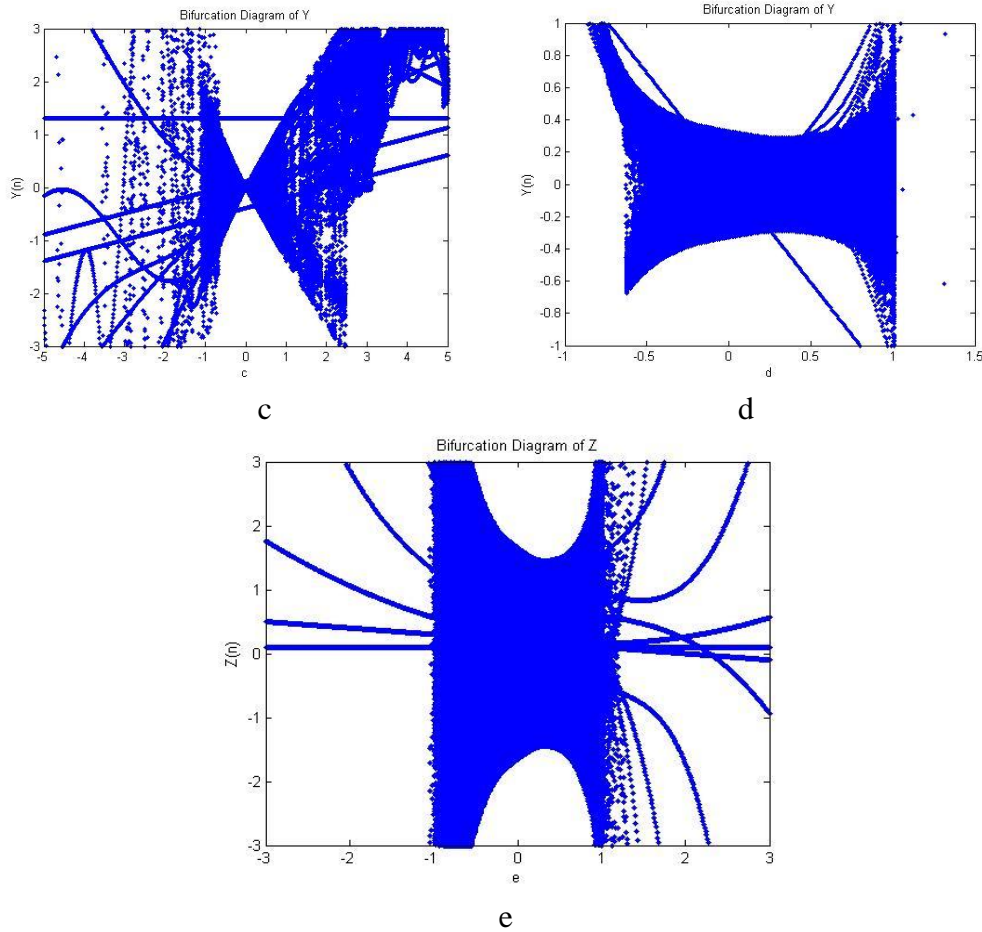 Bifurcation Diagram of Y
3
2
1
0
-1
-2
-3
Y(n)
-5 -4 -3 -2 -1 0 1 2 3 4 5
c
c
Bifurcation Diagram of Y
1
0.8
0.6
0.4
0.2
0
-0.2
-0.4
-0.6
-0.8
-1
Y(n)
-1 -0.5 0 0.5 1 1.5
d
d
Bifurcation Diagram of Z
3
2
1
0
-1
-2
-3
Z(n)
-3 -2 -1 0 1 2 3
e
e